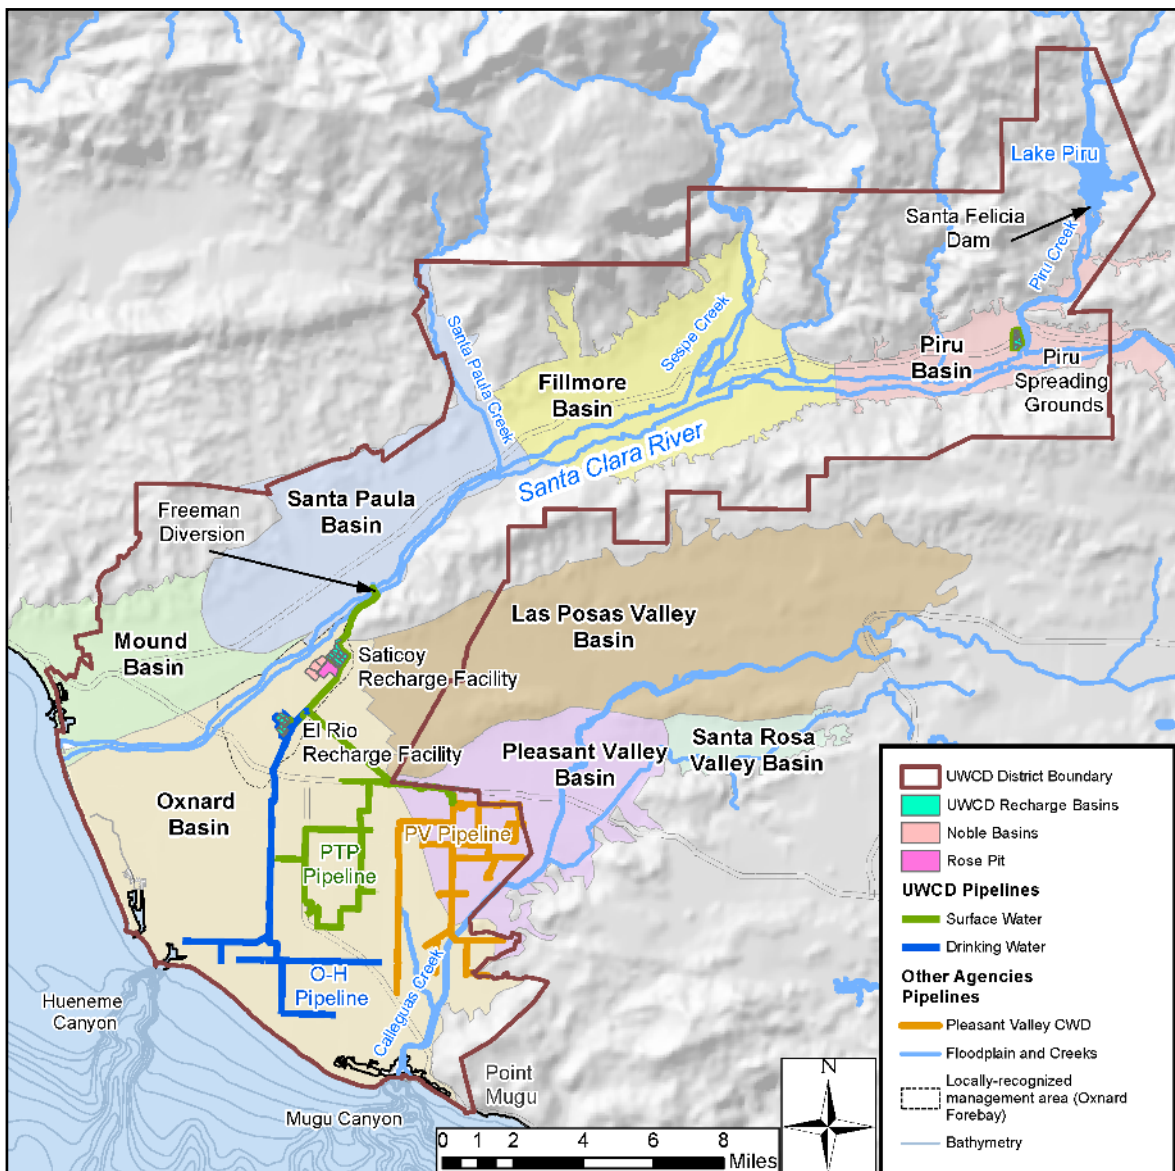 Lake Piru
Santa Felicia
Dam
Piru Creek
Santa Paula Creek
Sespe Creek
Piru
Basin
Piru
Spreading
Grounds
Fillmore
Basin
Santa Clara River
Santa Paula
Basin
Freeman
Diversion
Las Posas Valley
Basin
Mound
Basin
Saticoy
Recharge Facility
El Rio
Recharge Facility
Pleasant Valley
Basin
Santa Rosa
Valley Basin
Oxnard
Basin
PV Pipeline
PTP
Pipeline
O-H
Pipeline
Calleguas Creek
Hueneme
Canyon
Mugu Canyon
Point
Mugu
UWCD District Boundary
UWCD Recharge Basins
Noble Basins
Rose Pit
UWCD Pipelines
Surface Water
Drinking Water
Other Agencies
Pipelines
Pleasant Valley CWD
Floodplain and Creeks
Locally-recognized
management area (Oxnard
Forebay)
Bathymetry
N
0 1 2 4 6 8
Miles